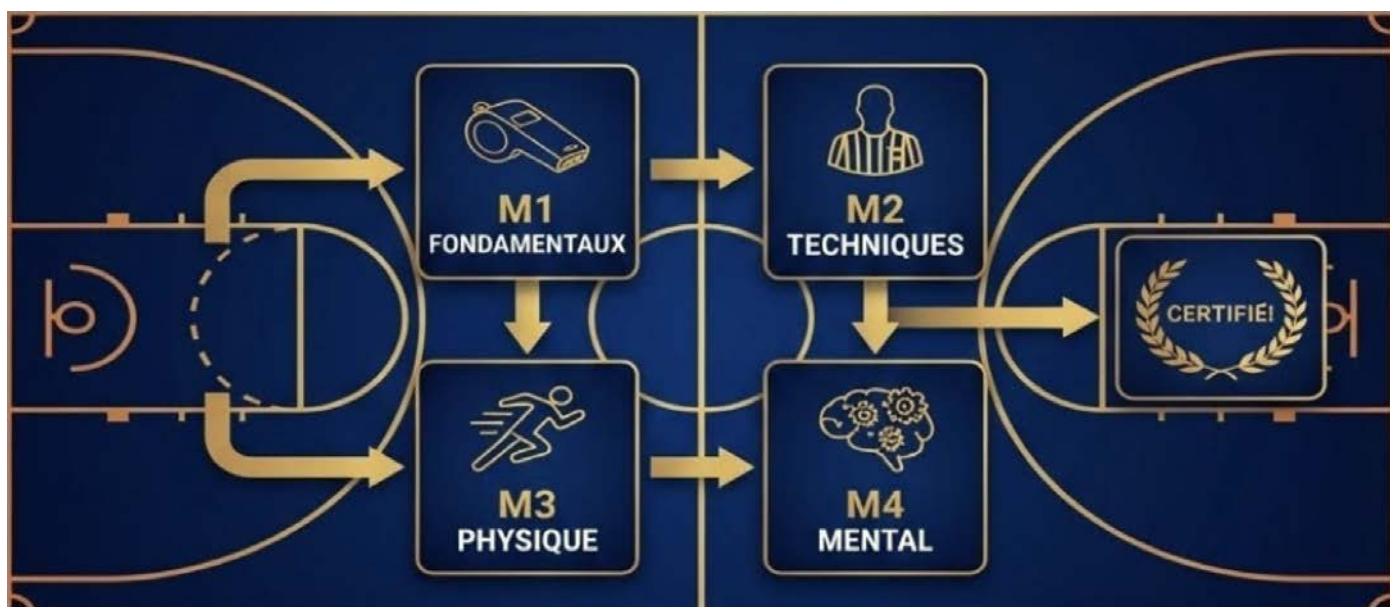 M1
FONDAMENTAUX
M2
TECHNIQUES
CERTIFIÉ!
M3
PHYSIQUE
M4
MENTAL